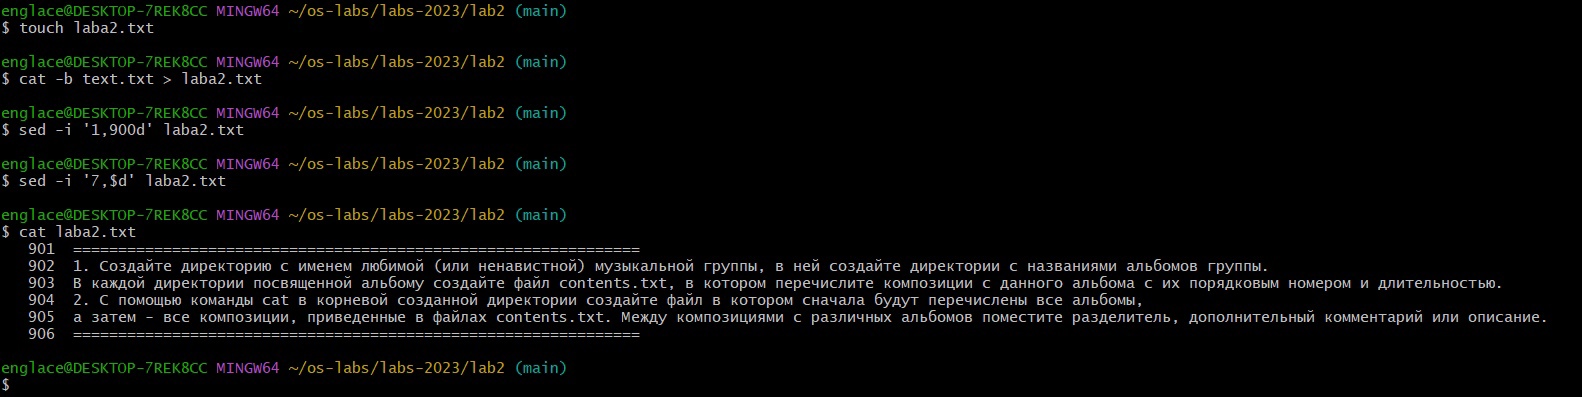 englace@DESKTOP-7REK8CC MINGW64 ~/os-labs/labs-2023/lab2 (main)
$ touch laba2.txt
englace@DESKTOP-7REK8CC MINGW64 ~/os-labs/labs-2023/lab2 (main)
$ cat -b text.txt > laba2.txt
englace@DESKTOP-7REK8CC MINGW64 ~/os-labs/labs-2023/lab2 (main)
$ sed -i '1,900d' laba2.txt
englace@DESKTOP-7REK8CC MINGW64 ~/os-labs/labs-2023/lab2 (main)
$ sed -i '7,$d' laba2.txt
englace@DESKTOP-7REK8CC MINGW64 ~/os-labs/labs-2023/lab2 (main)
$ cat laba2.txt
901 ===============================================================
902 1. Создайте директорию с именем любимой (или ненавистной) музыкальной группы, в ней создайте директории с названиями альбомов группы.
903 В каждой директории посвященной альбому создайте файл contents.txt, в котором перечислите композиции с данного альбома с их порядковым номером и длительностью.
904 2. С помощью команды cat в корневой созданной директории создайте файл в котором сначала будут перечислены все альбомы,
905 а затем - все композиции, приведенные в файлах contents.txt. Между композициями с различных альбомов поместите разделитель, дополнительный комментарий или описание.
906 ===============================================================
englace@DESKTOP-7REK8CC MINGW64 ~/os-labs/labs-2023/lab2 (main)
$